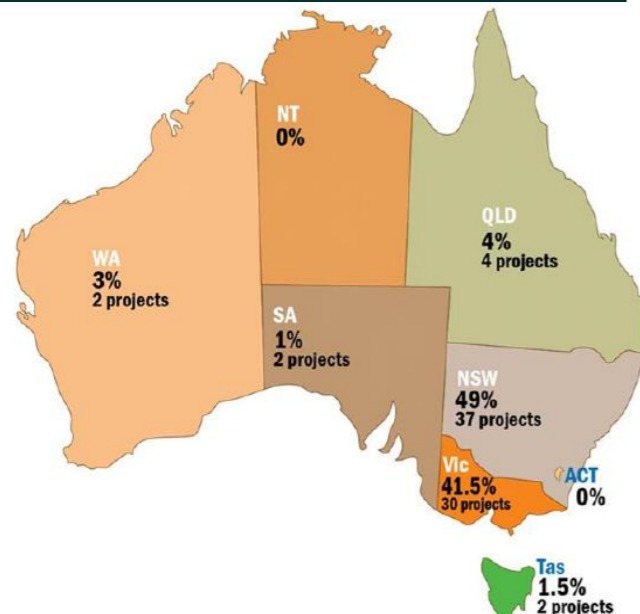 NT
0%
QLD
4%
4 projects
WA
3%
2 projects
SA
1%
2 projects
NSW
49%
37 projects
Vic
41.5%
30 projects
ACT
0%
Tas
1.5%
2 projects